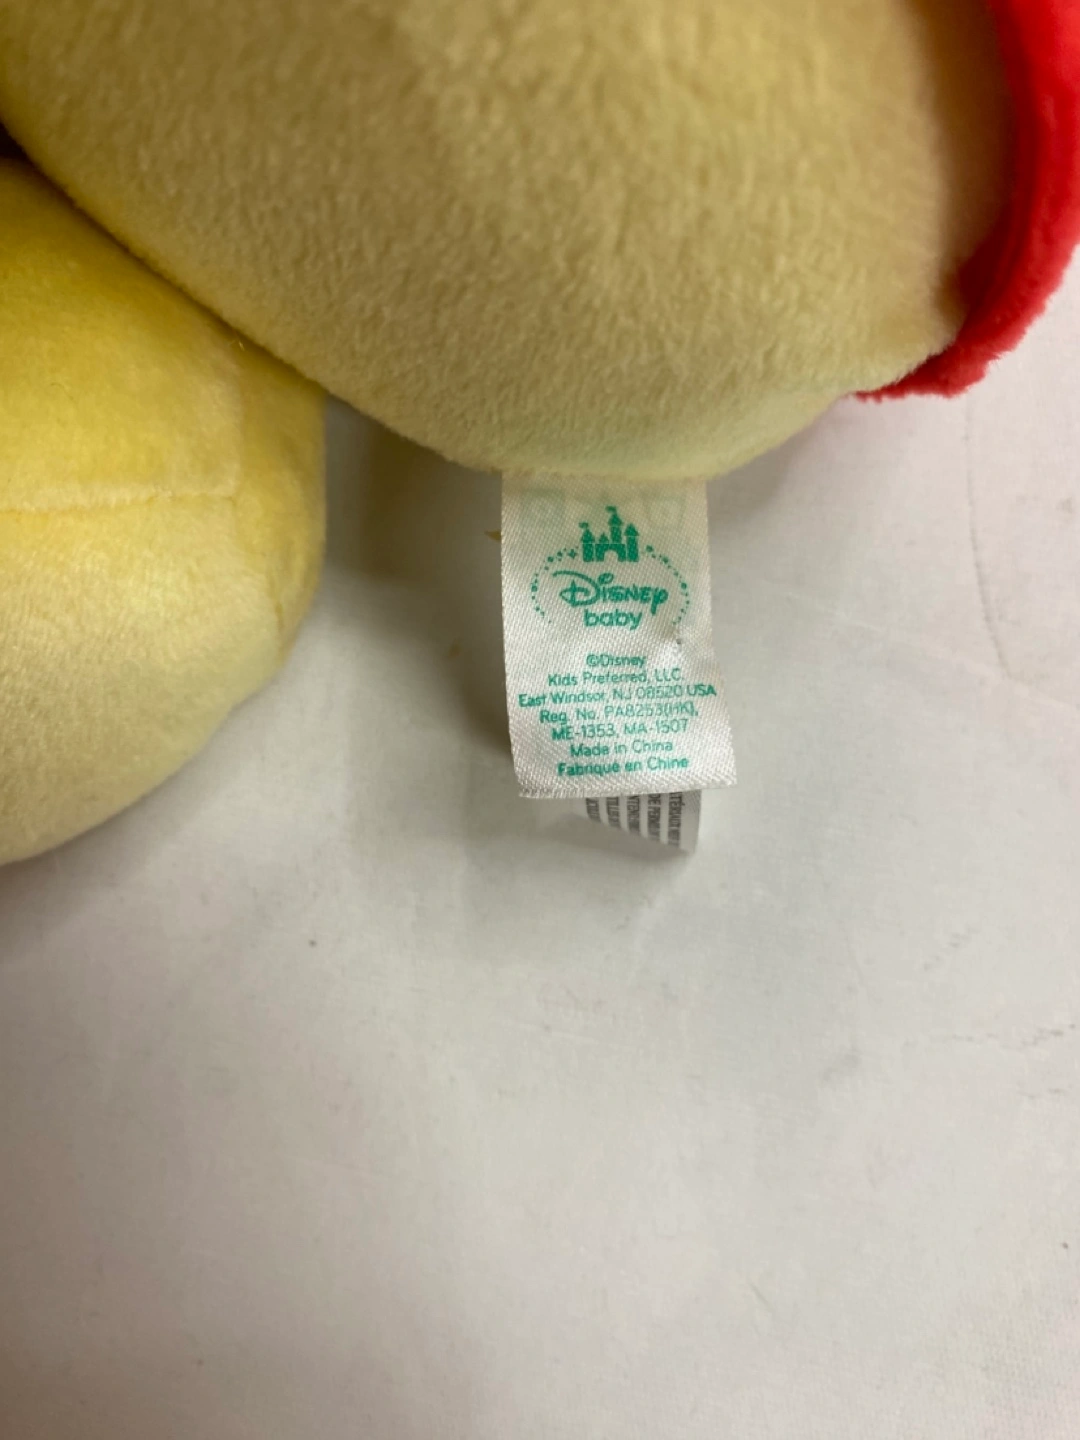 Disney
baby
©Disney
Kids Preferred, LLC.
East Windsor, NJ 08520 USA
Reg. No. PA8253(HK),
ME-1353, MA-1507
Made in China
Fabriqué en Chine